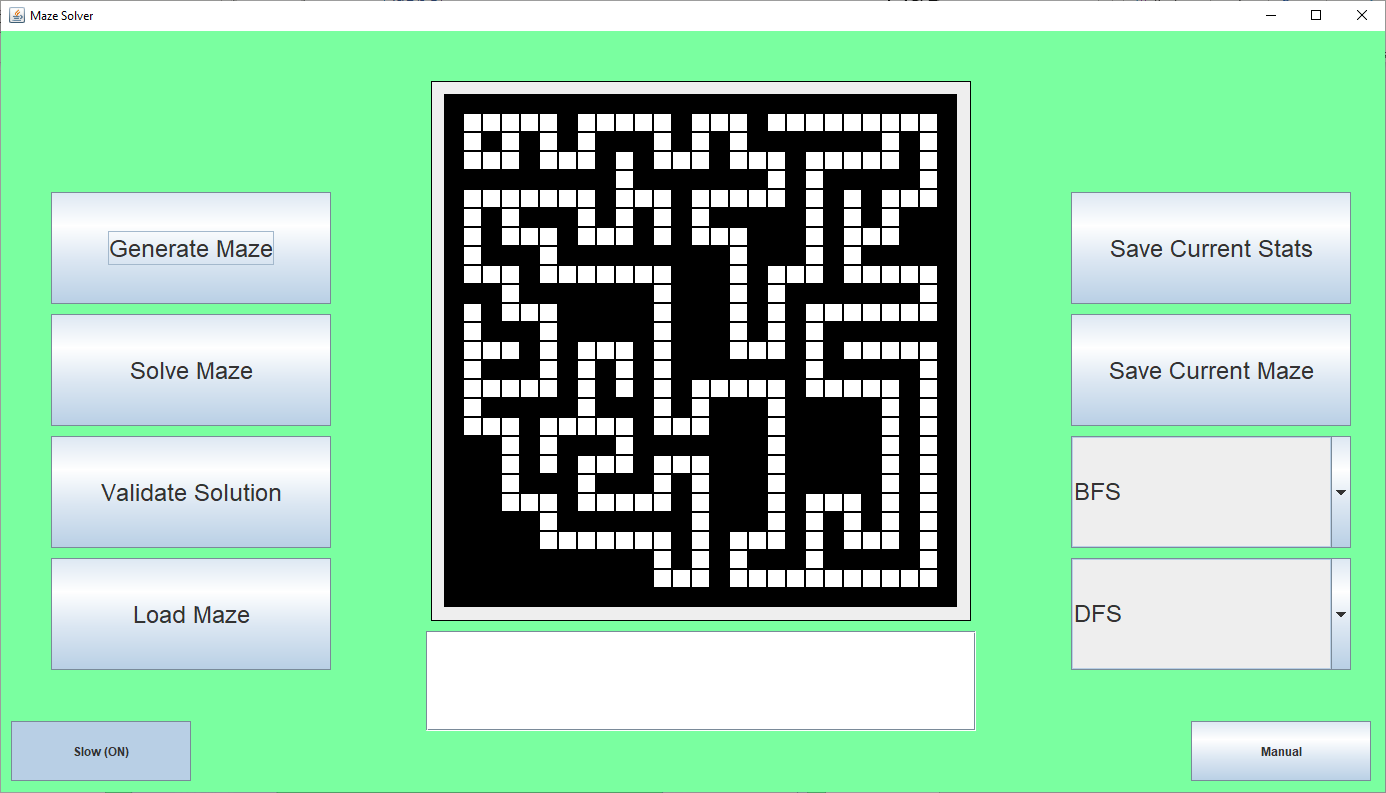 Maze Solver
Generate Maze
Solve Maze
Validate Solution
Load Maze
Slow (ON)
Save Current Stats
Save Current Maze
BFS
DFS
Manual